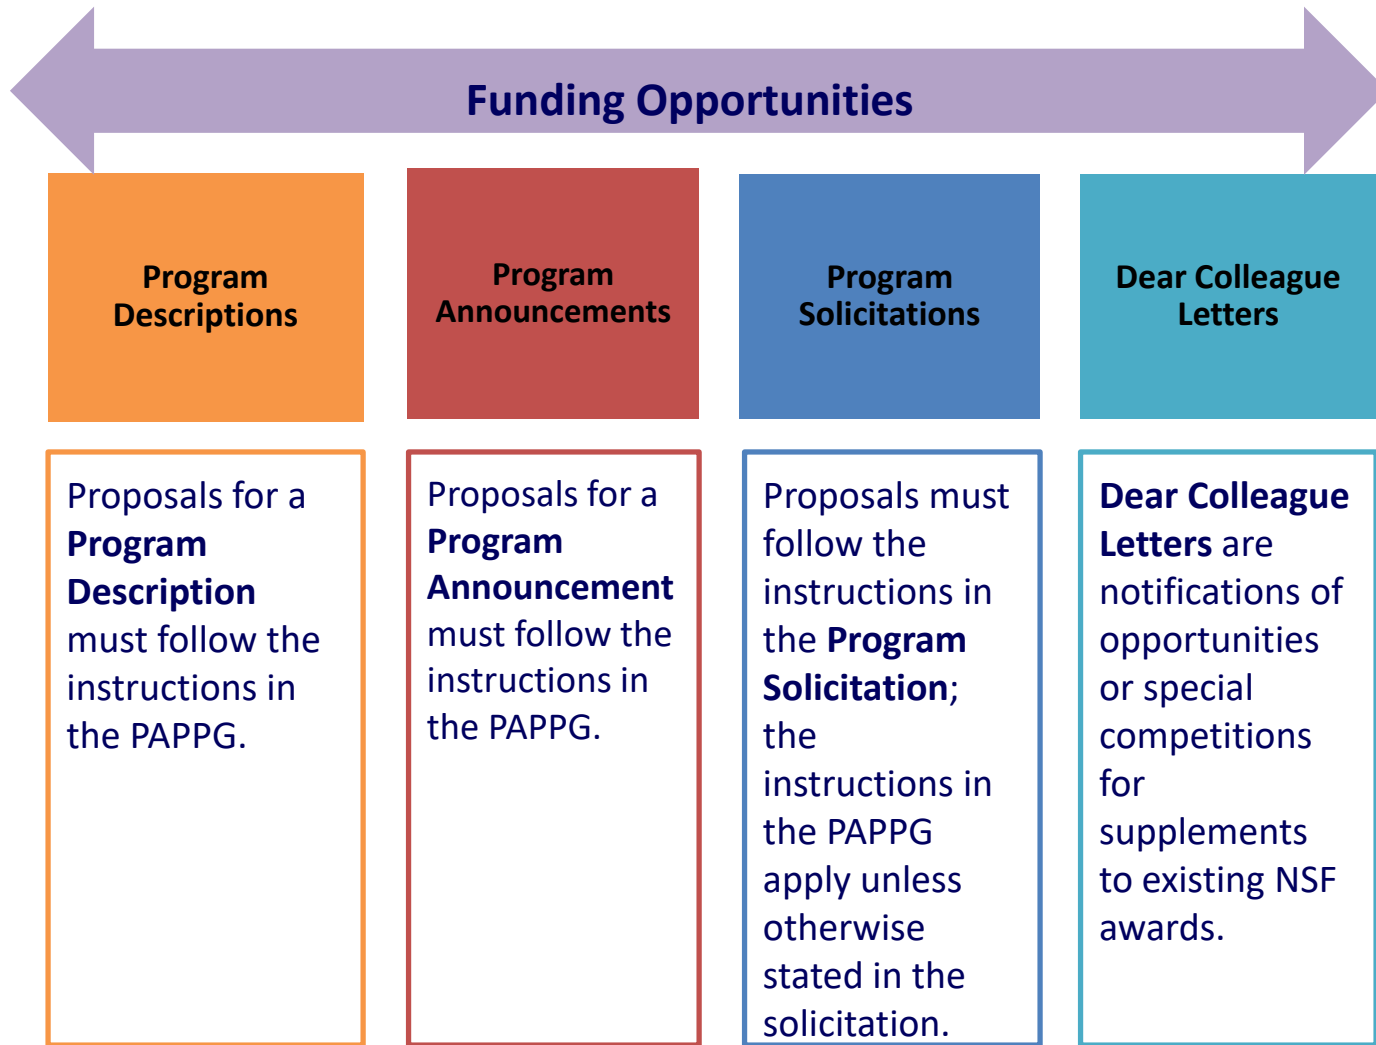 Funding Opportunities
Program
Descriptions
Program
Announcements
Program
Solicitations
Dear Colleague
Letters
Proposals for a
Program
Description
must follow the
instructions in
the PAPPG.
Proposals for a
Program
Announcement
must follow the
instructions in
the PAPPG.
Proposals must
follow the
instructions in
the Program
Solicitation;
the
instructions in
the PAPPG
apply unless
otherwise
stated in the
solicitation.
Dear Colleague
Letters are
notifications of
opportunities
or special
competitions
for
supplements
to existing NSF
awards.